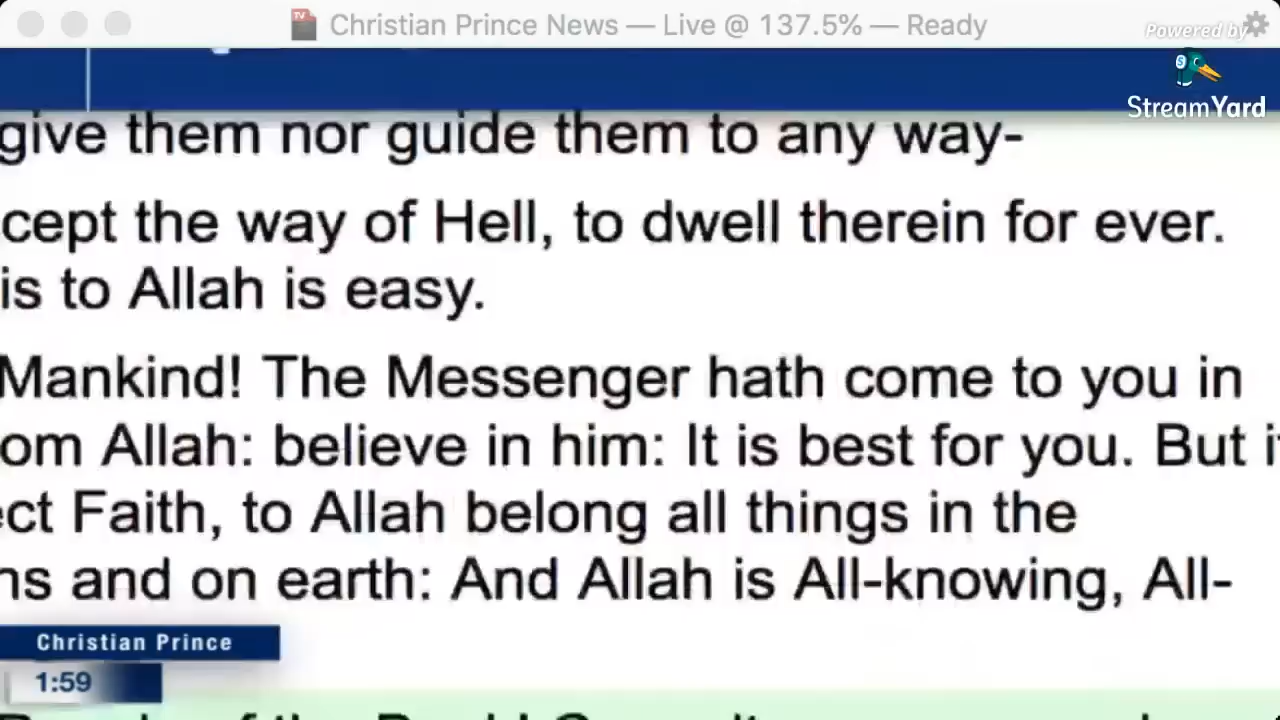 Christian Prince News — Live @ 137.5% — Ready
Powered by
StreamYard
give them nor guide them to any way-
cept the way of Hell, to dwell therein for ever.
is to Allah is easy.
Mankind! The Messenger hath come to you in
om Allah: believe in him: It is best for you. But i
ct Faith, to Allah belong all things in the
ns and on earth: And Allah is All-knowing, All-
Christian Prince
1:59